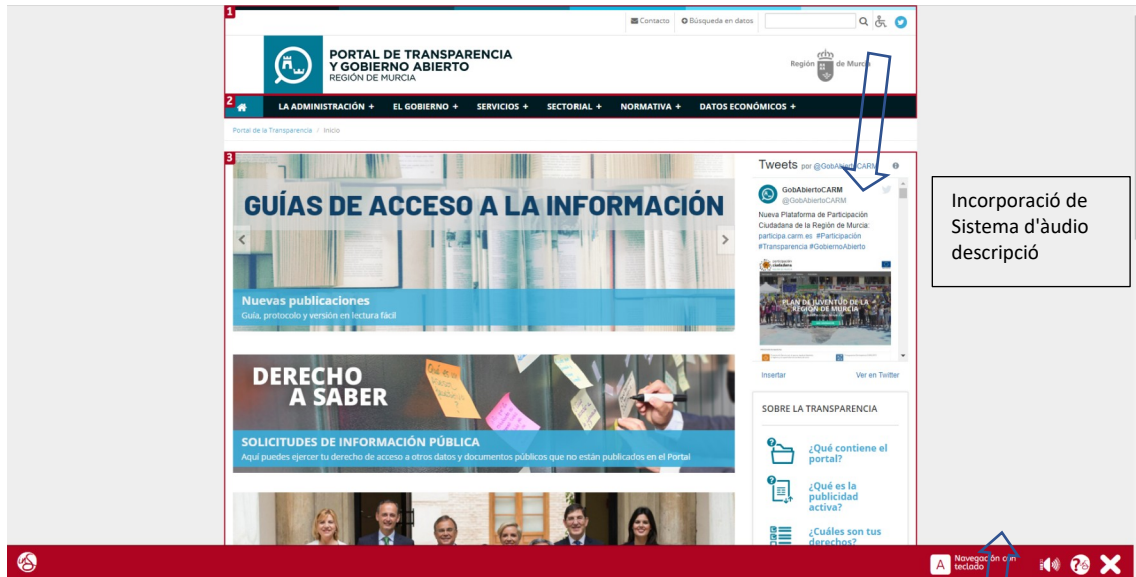 1
Contacto
Búsqueda en datos
PORTAL DE TRANSPARENCIA
Y GOBIERNO ABIERTO
REGIÓN DE MURCIA
Región de Murcia
2
LA ADMINISTRACIÓN +
EL GOBIERNO +
SERVICIOS +
SECTORIAL +
NORMATIVA +
DATOS ECONÓMICOS +
Portal de la Transparencia / Inicio
3
GUÍAS DE ACCESO A LA INFORMACIÓN
Nuevas publicaciones
Guía, protocolo y versión en lectura fácil
DERECHO
A SABER
SOLICITUDES DE INFORMACIÓN PÚBLICA
Aquí puedes ejercer tu derecho de acceso a otros datos y documentos públicos que no están publicados en el Portal
Tweets por @GobAbiertoCARM
GobAbiertoCARM
@GobAbiertoCARM
Nueva Plataforma de Participación
Ciudadana de la Región de Murcia:
participa.carm.es #Participación
#Transparencia #GobiernoAbierto
PLAN DE JUVENTUD DE LA
REGIÓN DE MURCIA
Insertar
Ver en Twitter
SOBRE LA TRANSPARENCIA
¿Qué contiene el
portal?
¿Qué es la
publicidad
activa?
¿Cuáles son tus
derechos?
Incorporació de
Sistema d'àudio
descripció
A
Navegación con
teclado